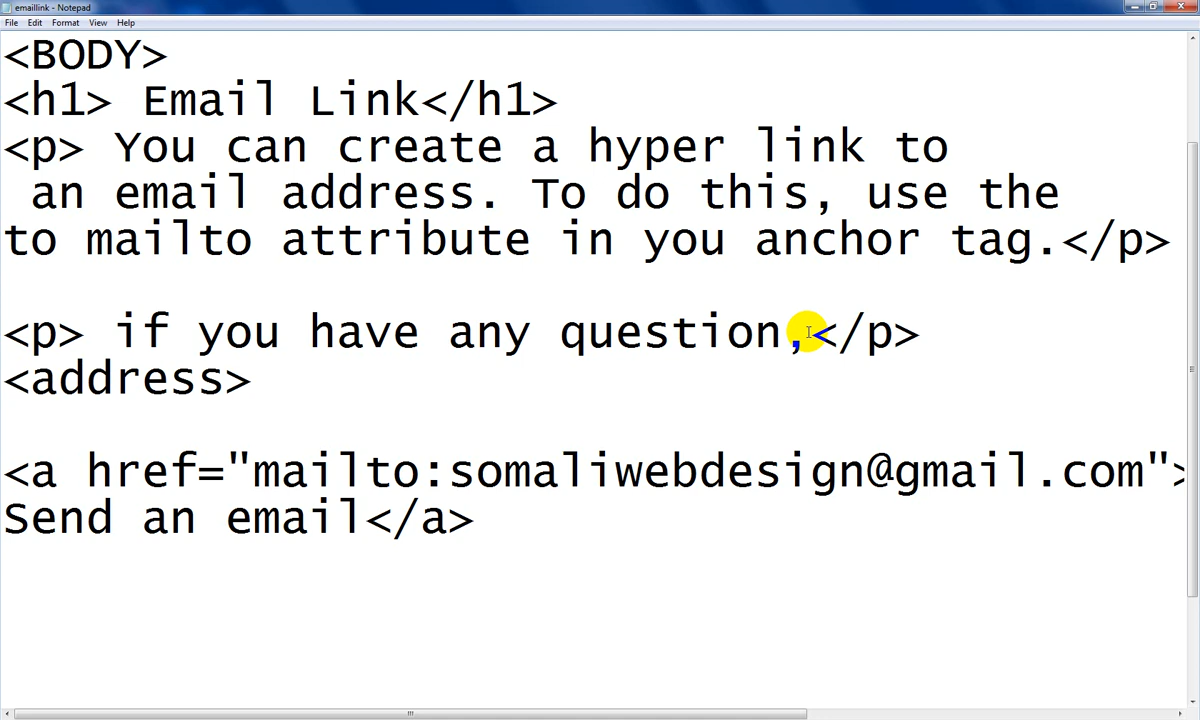 emaillink - Notepad
File Edit Format View Help
<BODY>
<h1> Email Link</h1>
<p> You can create a hyper link to
an email address. To do this, use the
to mailto attribute in you anchor tag.</p>
<p> if you have any question,</p>
<address>
<a href="mailto:somaliwebdesign@gmail.com">
Send an email</a>